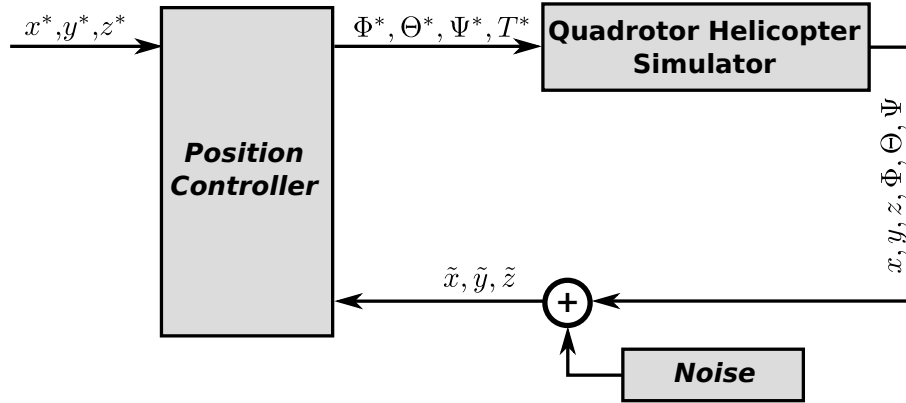 x*,y*,z*
Φ*, Θ*, Ψ*, T*
Quadrotor Helicopter
Simulator
Position
Controller
x, y, z, Φ, Θ, Ψ
x̃, ỹ, z̃
+
Noise